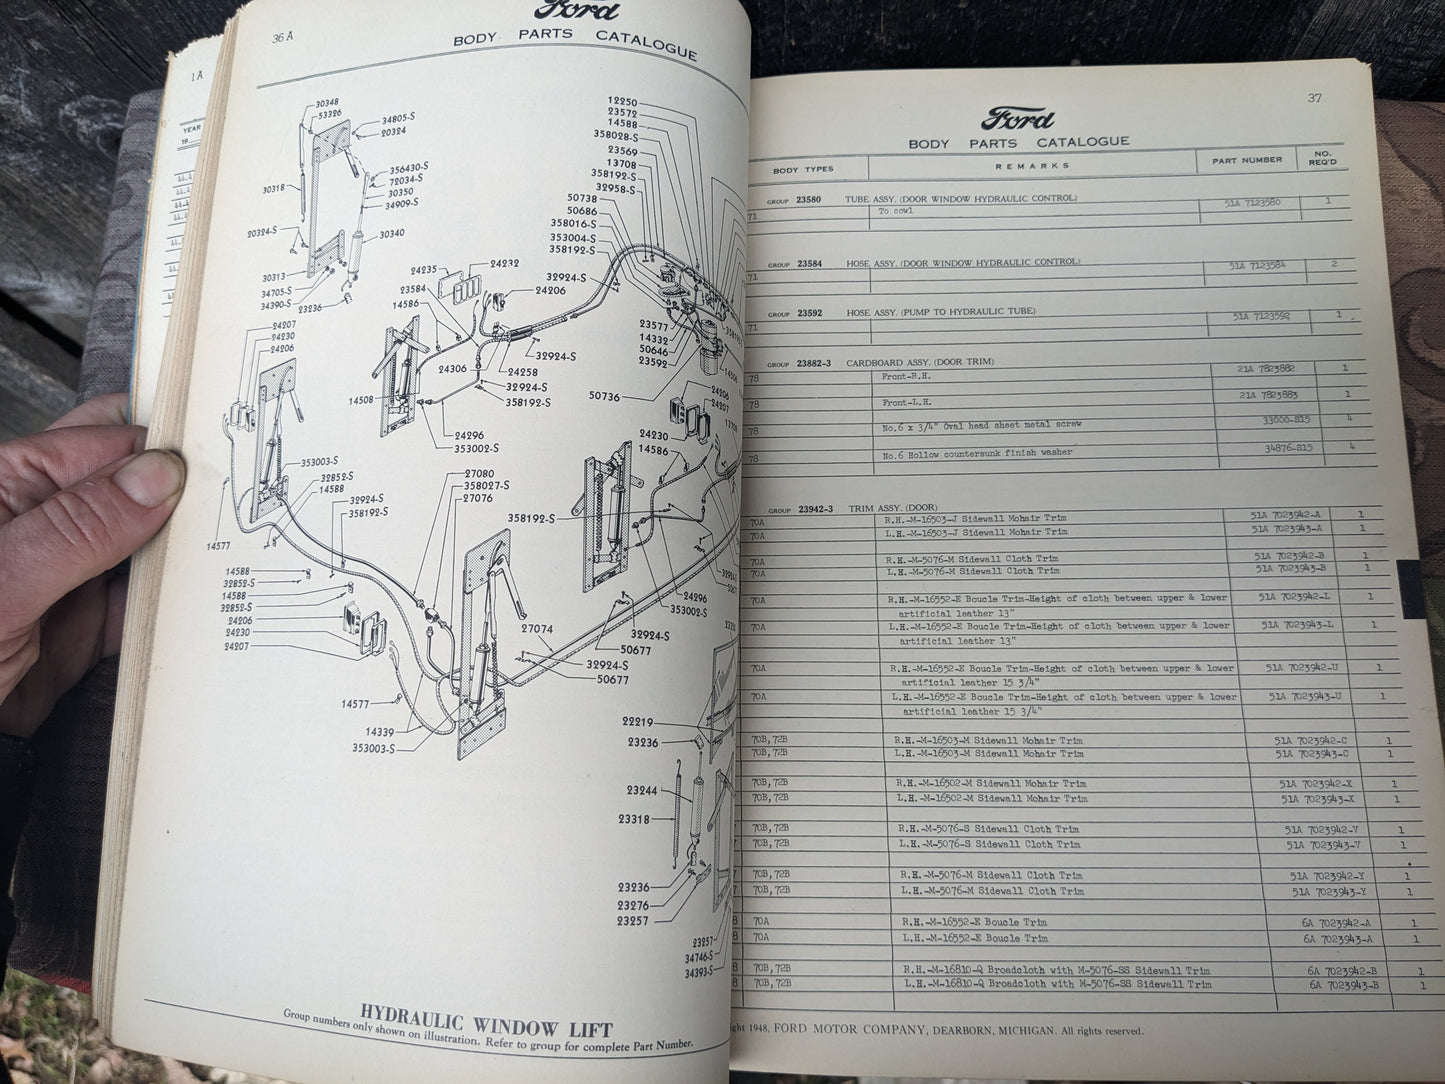 1 A
YEAR
19
36 A
Ford
BODY PARTS CATALOGUE
30348
53326
34805-S
20324
356430-S
72034-S
30350
34909-S
30318
30340
20324-S
30313
34705-S
34390-S
23236
24207
24230
24206
24235
24232
23584
14586
24206
12250
23572
14588
358028-S
23569
13708
358192-S
32958-S
50738
50686
358016-S
353004-S
358192-S
32924-S
23577
14332
50646
23592
50736
24306
24258
32924-S
32924-S
358192-S
14508
24296
353002-S
24206
24207
24230
14586
353003-S
32852-S
14588
32924-S
358192-S
14577
27080
358027-S
27076
358192-S
14588
32852-S
14588
32852-S
24206
24230
24207
24296
353002-S
27074
32924-S
50677
32924-S
50677
14577
14339
353003-S
22219
23236
23244
23318
23236
23276
23257
23257
34746-S
34393-S
HYDRAULIC WINDOW LIFT
Group numbers only shown on illustration. Refer to group for complete Part Number.
37
Ford
BODY PARTS CATALOGUE
BODY TYPES REMARKS PART NUMBER NO. REQ'D
GROUP 23580 TUBE ASSY. (DOOR WINDOW HYDRAULIC CONTROL)
71 To cowl 51A 7123580 1
GROUP 23584 HOSE ASSY. (DOOR WINDOW HYDRAULIC CONTROL)
71 51A 7123584 2
GROUP 23592 HOSE ASSY. (PUMP TO HYDRAULIC TUBE)
71 51A 7123592 1
GROUP 23882-3 CARDBOARD ASSY. (DOOR TRIM)
78 Front-R.H. 21A 7823882 1
78 Front-L.H. 21A 7823883 1
78 No.6 x 3/4" Oval head sheet metal screw 33000-S15 4
78 No.6 Hollow countersunk finish washer 34876-S15 4
GROUP 23942-3 TRIM ASSY. (DOOR)
70A R.H.-M-16503-J Sidewall Mohair Trim 51A 7023942-A 1
70A L.H.-M-16503-J Sidewall Mohair Trim 51A 7023943-A 1
70A R.H.-M-5076-M Sidewall Cloth Trim 51A 7023942-B 1
70A L.H.-M-5076-M Sidewall Cloth Trim 51A 7023943-B 1
70A R.H.-M-16552-E Boucle Trim-Height of cloth between upper & lower 51A 7023942-L 1
artificial leather 13"
70A L.H.-M-16552-E Boucle Trim-Height of cloth between upper & lower 51A 7023943-L 1
artificial leather 13"
70A R.H.-M-16552-E Boucle Trim-Height of cloth between upper & lower 51A 7023942-U 1
artificial leather 15 3/4"
70A L.H.-M-16552-E Boucle Trim-Height of cloth between upper & lower 51A 7023943-U 1
artificial leather 15 3/4"
70B, 72B R.H.-M-16503-M Sidewall Mohair Trim 51A 7023942-C 1
70B, 72B L.H.-M-16503-M Sidewall Mohair Trim 51A 7023943-C 1
70B, 72B R.H.-M-16502-M Sidewall Mohair Trim 51A 7023942-X 1
70B, 72B L.H.-M-16502-M Sidewall Mohair Trim 51A 7023943-X 1
70B, 72B R.H.-M-5076-S Sidewall Cloth Trim 51A 7023942-V 1
70B, 72B L.H.-M-5076-S Sidewall Cloth Trim 51A 7023943-V 1
70B, 72B R.H.-M-5076-M Sidewall Cloth Trim 51A 7023942-Y 1
70B, 72B L.H.-M-5076-M Sidewall Cloth Trim 51A 7023943-Y 1
8 70A R.H.-M-16552-E Boucle Trim 6A 7023942-A 1
8 70A L.H.-M-16552-E Boucle Trim 6A 7023943-A 1
8 70B, 72B R.H.-M-16810-Q Broadcloth with M-5076-SS Sidewall Trim 6A 7023942-B 1
8 70B, 72B L.H.-M-16810-Q Broadcloth with M-5076-SS Sidewall Trim 6A 7023943-B 1
ight 1948, FORD MOTOR COMPANY, DEARBORN, MICHIGAN. All rights reserved.